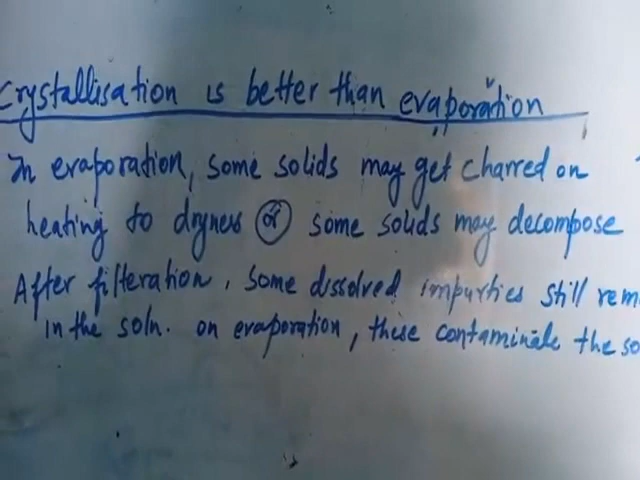 Crystallisation is better than evaporation
In evaporation, some solids may get charred on
heating to dryness or some solids may decompose
After filteration, some dissolved impurties still rem
in the soln. on evaporation, these contaminate the so